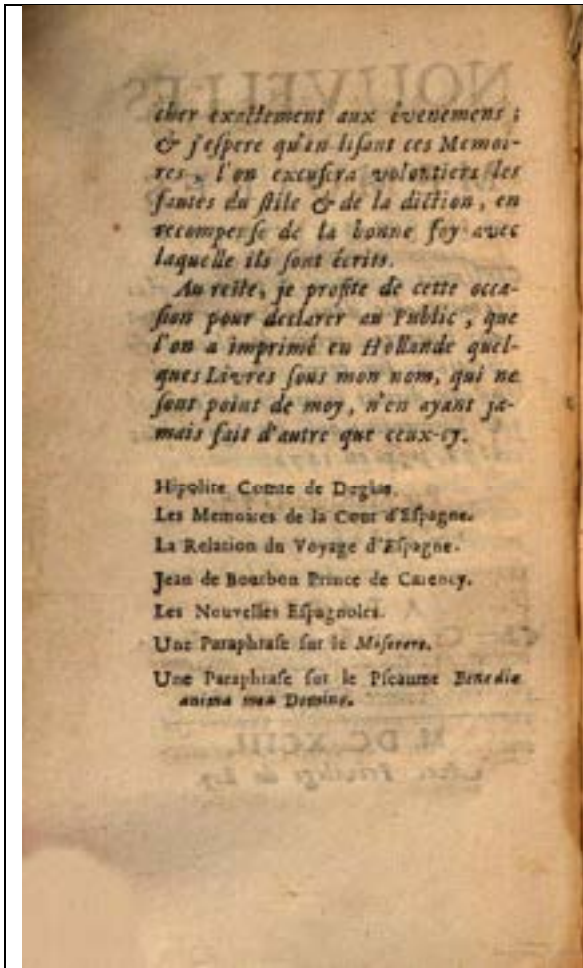 cher exactement aux évenemens ;
& j'espere qu'en lisant ces Memoi-
res , l'on excusera volontiers les
fautes du stile & de la diction , en
recompense de la bonne foy avec
laquelle ils sont écrits.
Au reste, je profite de cette occa-
sion pour declarer au Public , que
l'on a imprimé en Hollande quel-
ques Livres sous mon nom, qui ne
sont point de moy, n'en ayant ja-
mais fait d'autre que ceux-cy.
Hipolite Comte de Duglas.
Les Memoires de la Cour d'Espagne.
La Relation du Voyage d'Espagne.
Jean de Bourbon Prince de Carency.
Les Nouvelles Espagnoles.
Une Paraphrase sur le Miserere.
Une Paraphrase sur le Pseaume Benedic
anima mea Domino.